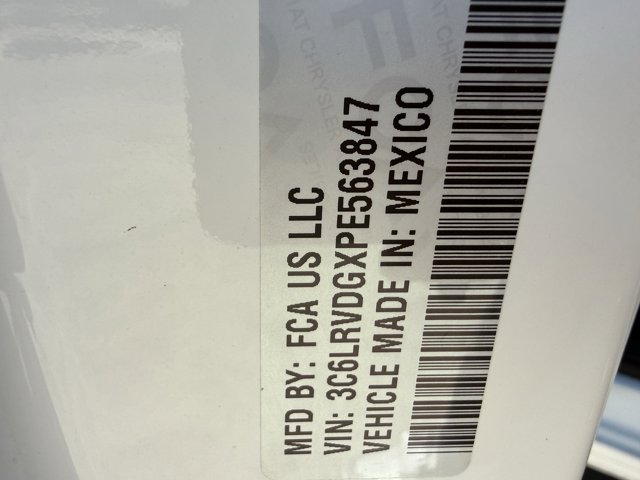 MFD BY: FCA US LLC
VIN: 3C6LRVDGXPE563847
VEHICLE MADE IN: MEXICO